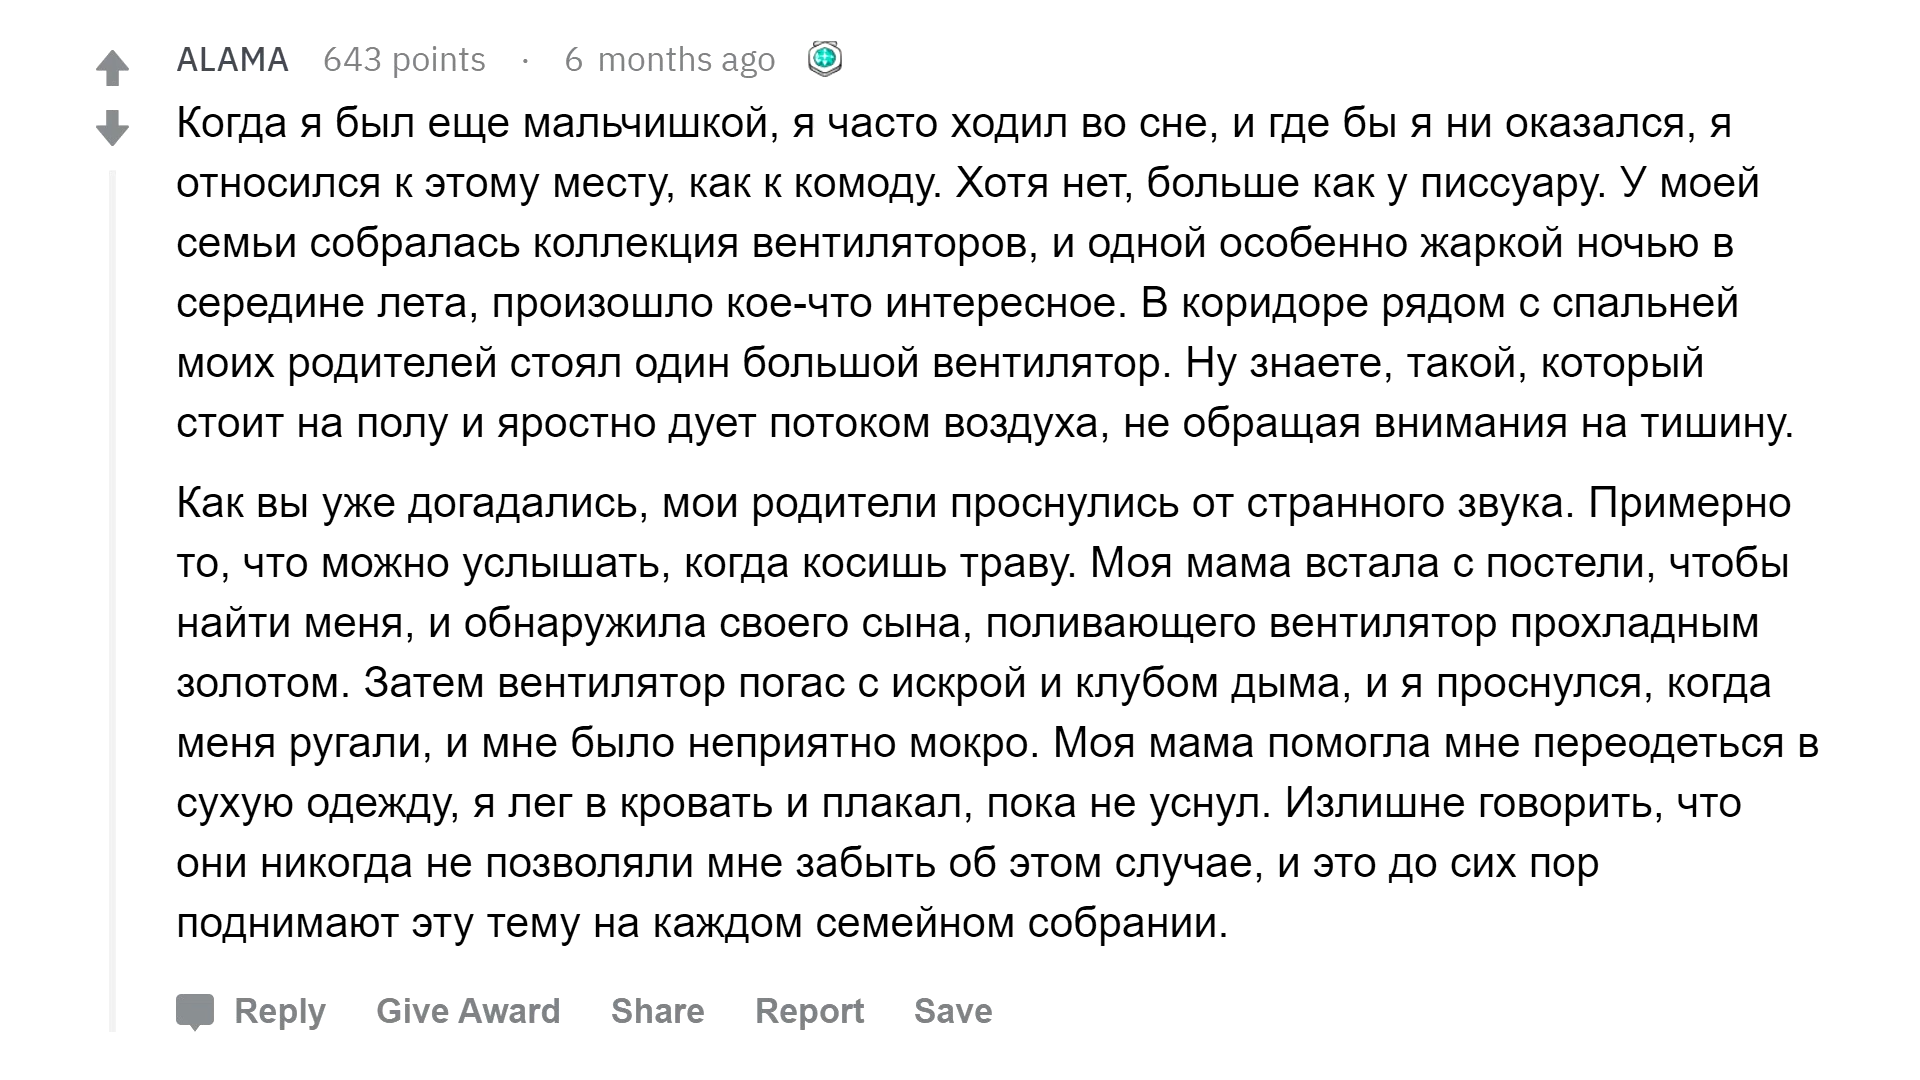 ALAMA 643 points · 6 months ago
Когда я был еще мальчишкой, я часто ходил во сне, и где бы я ни оказался, я
относился к этому месту, как к комоду. Хотя нет, больше как у писсуару. У моей
семьи собралась коллекция вентиляторов, и одной особенно жаркой ночью в
середине лета, произошло кое-что интересное. В коридоре рядом с спальней
моих родителей стоял один большой вентилятор. Ну знаете, такой, который
стоит на полу и яростно дует потоком воздуха, не обращая внимания на тишину.
Как вы уже догадались, мои родители проснулись от странного звука. Примерно
то, что можно услышать, когда косишь траву. Моя мама встала с постели, чтобы
найти меня, и обнаружила своего сына, поливающего вентилятор прохладным
золотом. Затем вентилятор погас с искрой и клубом дыма, и я проснулся, когда
меня ругали, и мне было неприятно мокро. Моя мама помогла мне переодеться в
сухую одежду, я лег в кровать и плакал, пока не уснул. Излишне говорить, что
они никогда не позволяли мне забыть об этом случае, и это до сих пор
поднимают эту тему на каждом семейном собрании.
Reply Give Award Share Report Save